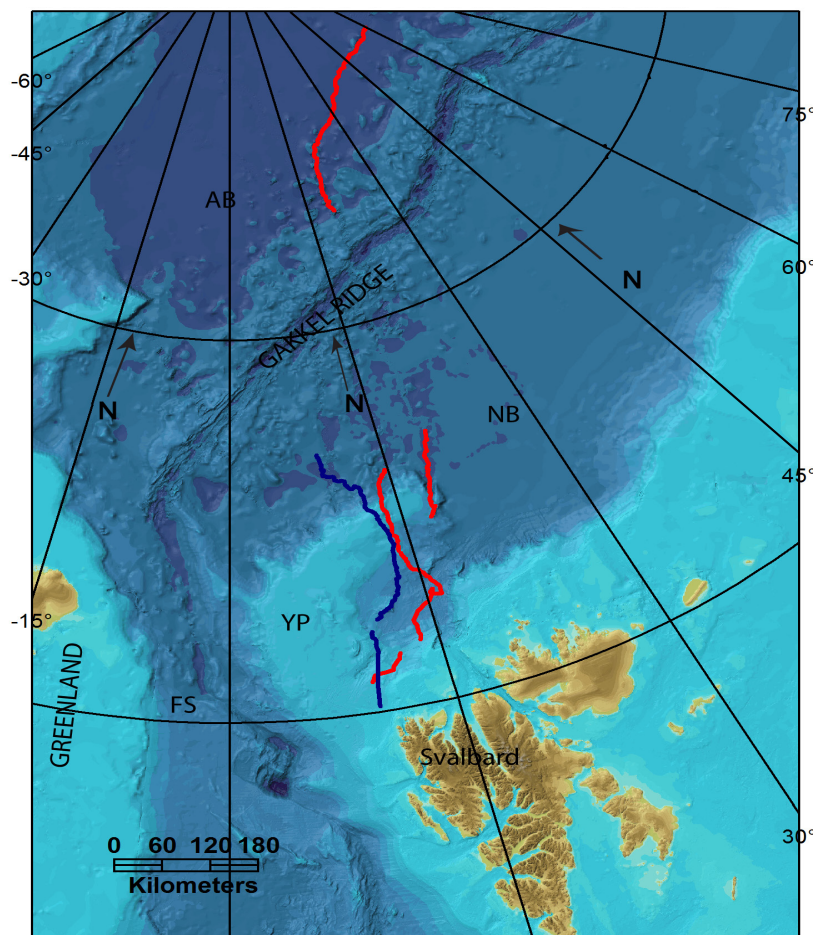 -60°
75°
-45°
AB
60°
-30°
N
GAKKEL RIDGE
N
N
NB
45°
-15°
YP
GREENLAND
FS
Svalbard
30°
0 60 120 180
Kilometers